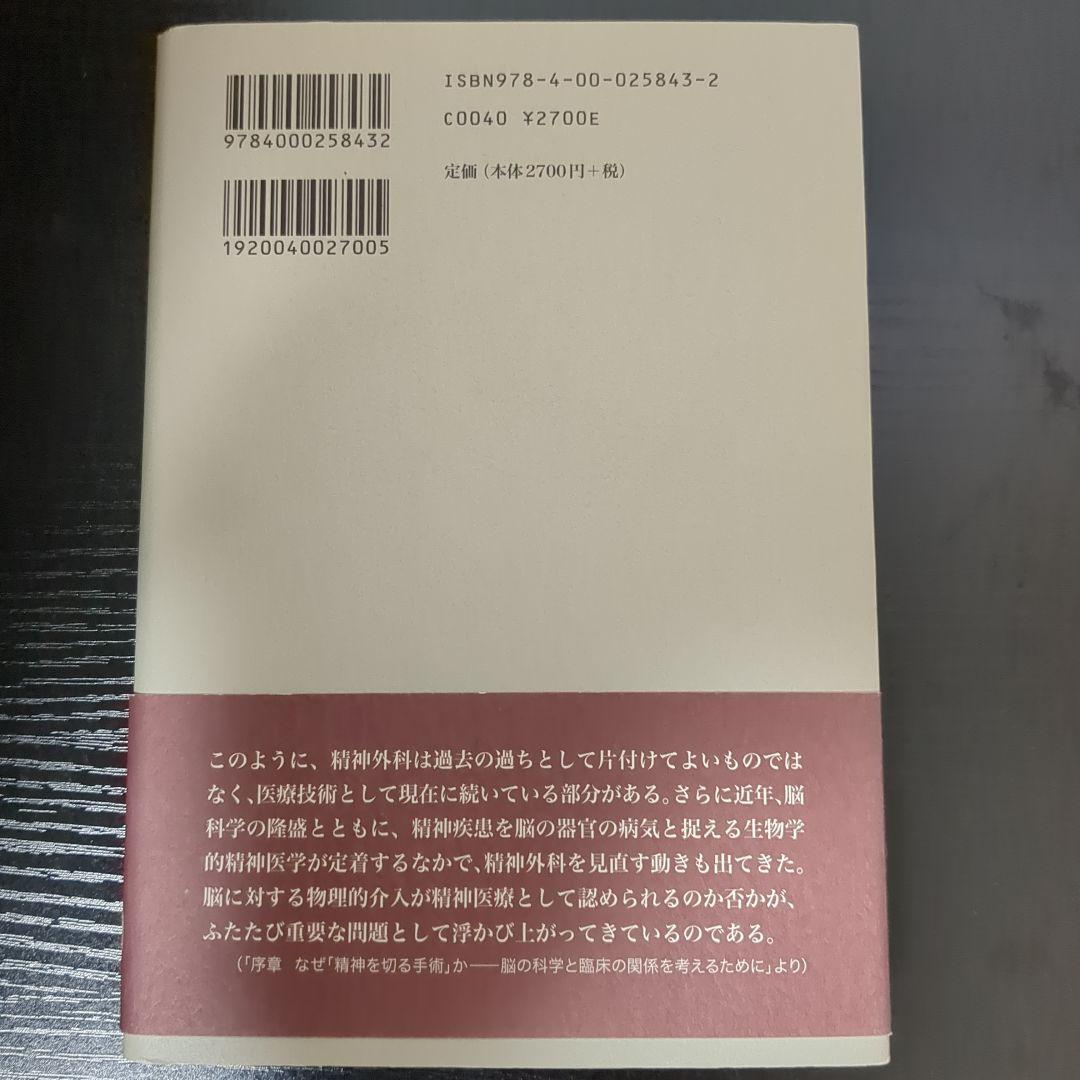 ISBN978-4-00-025843-2
C0040 ¥2700E
9784000258432
定価(本体2700円+税)
1920040027005
このように、精神外科は過去の過ちとして片付けてよいものでは
なく、医療技術として現在に続いている部分がある。さらに近年、脳
科学の隆盛とともに、精神疾患を脳の器官の病気と捉える生物学
的精神医学が定着するなかで、精神外科を見直す動きも出てきた。
脳に対する物理的介入が精神医療として認められるのか否かが、
ふたたび重要な問題として浮かび上がってきているのである。
(「序章 なぜ「精神を切る手術」か――脳の科学と臨床の関係を考えるために」より)